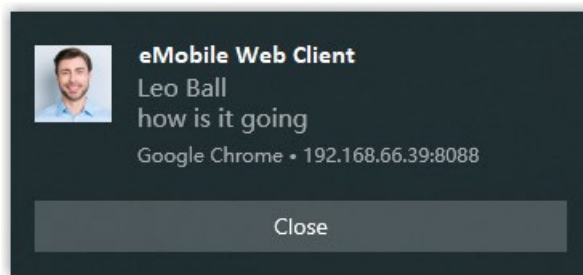 eMobile Web Client
Leo Ball
how is it going
Google Chrome • 192.168.66.39:8088
Close